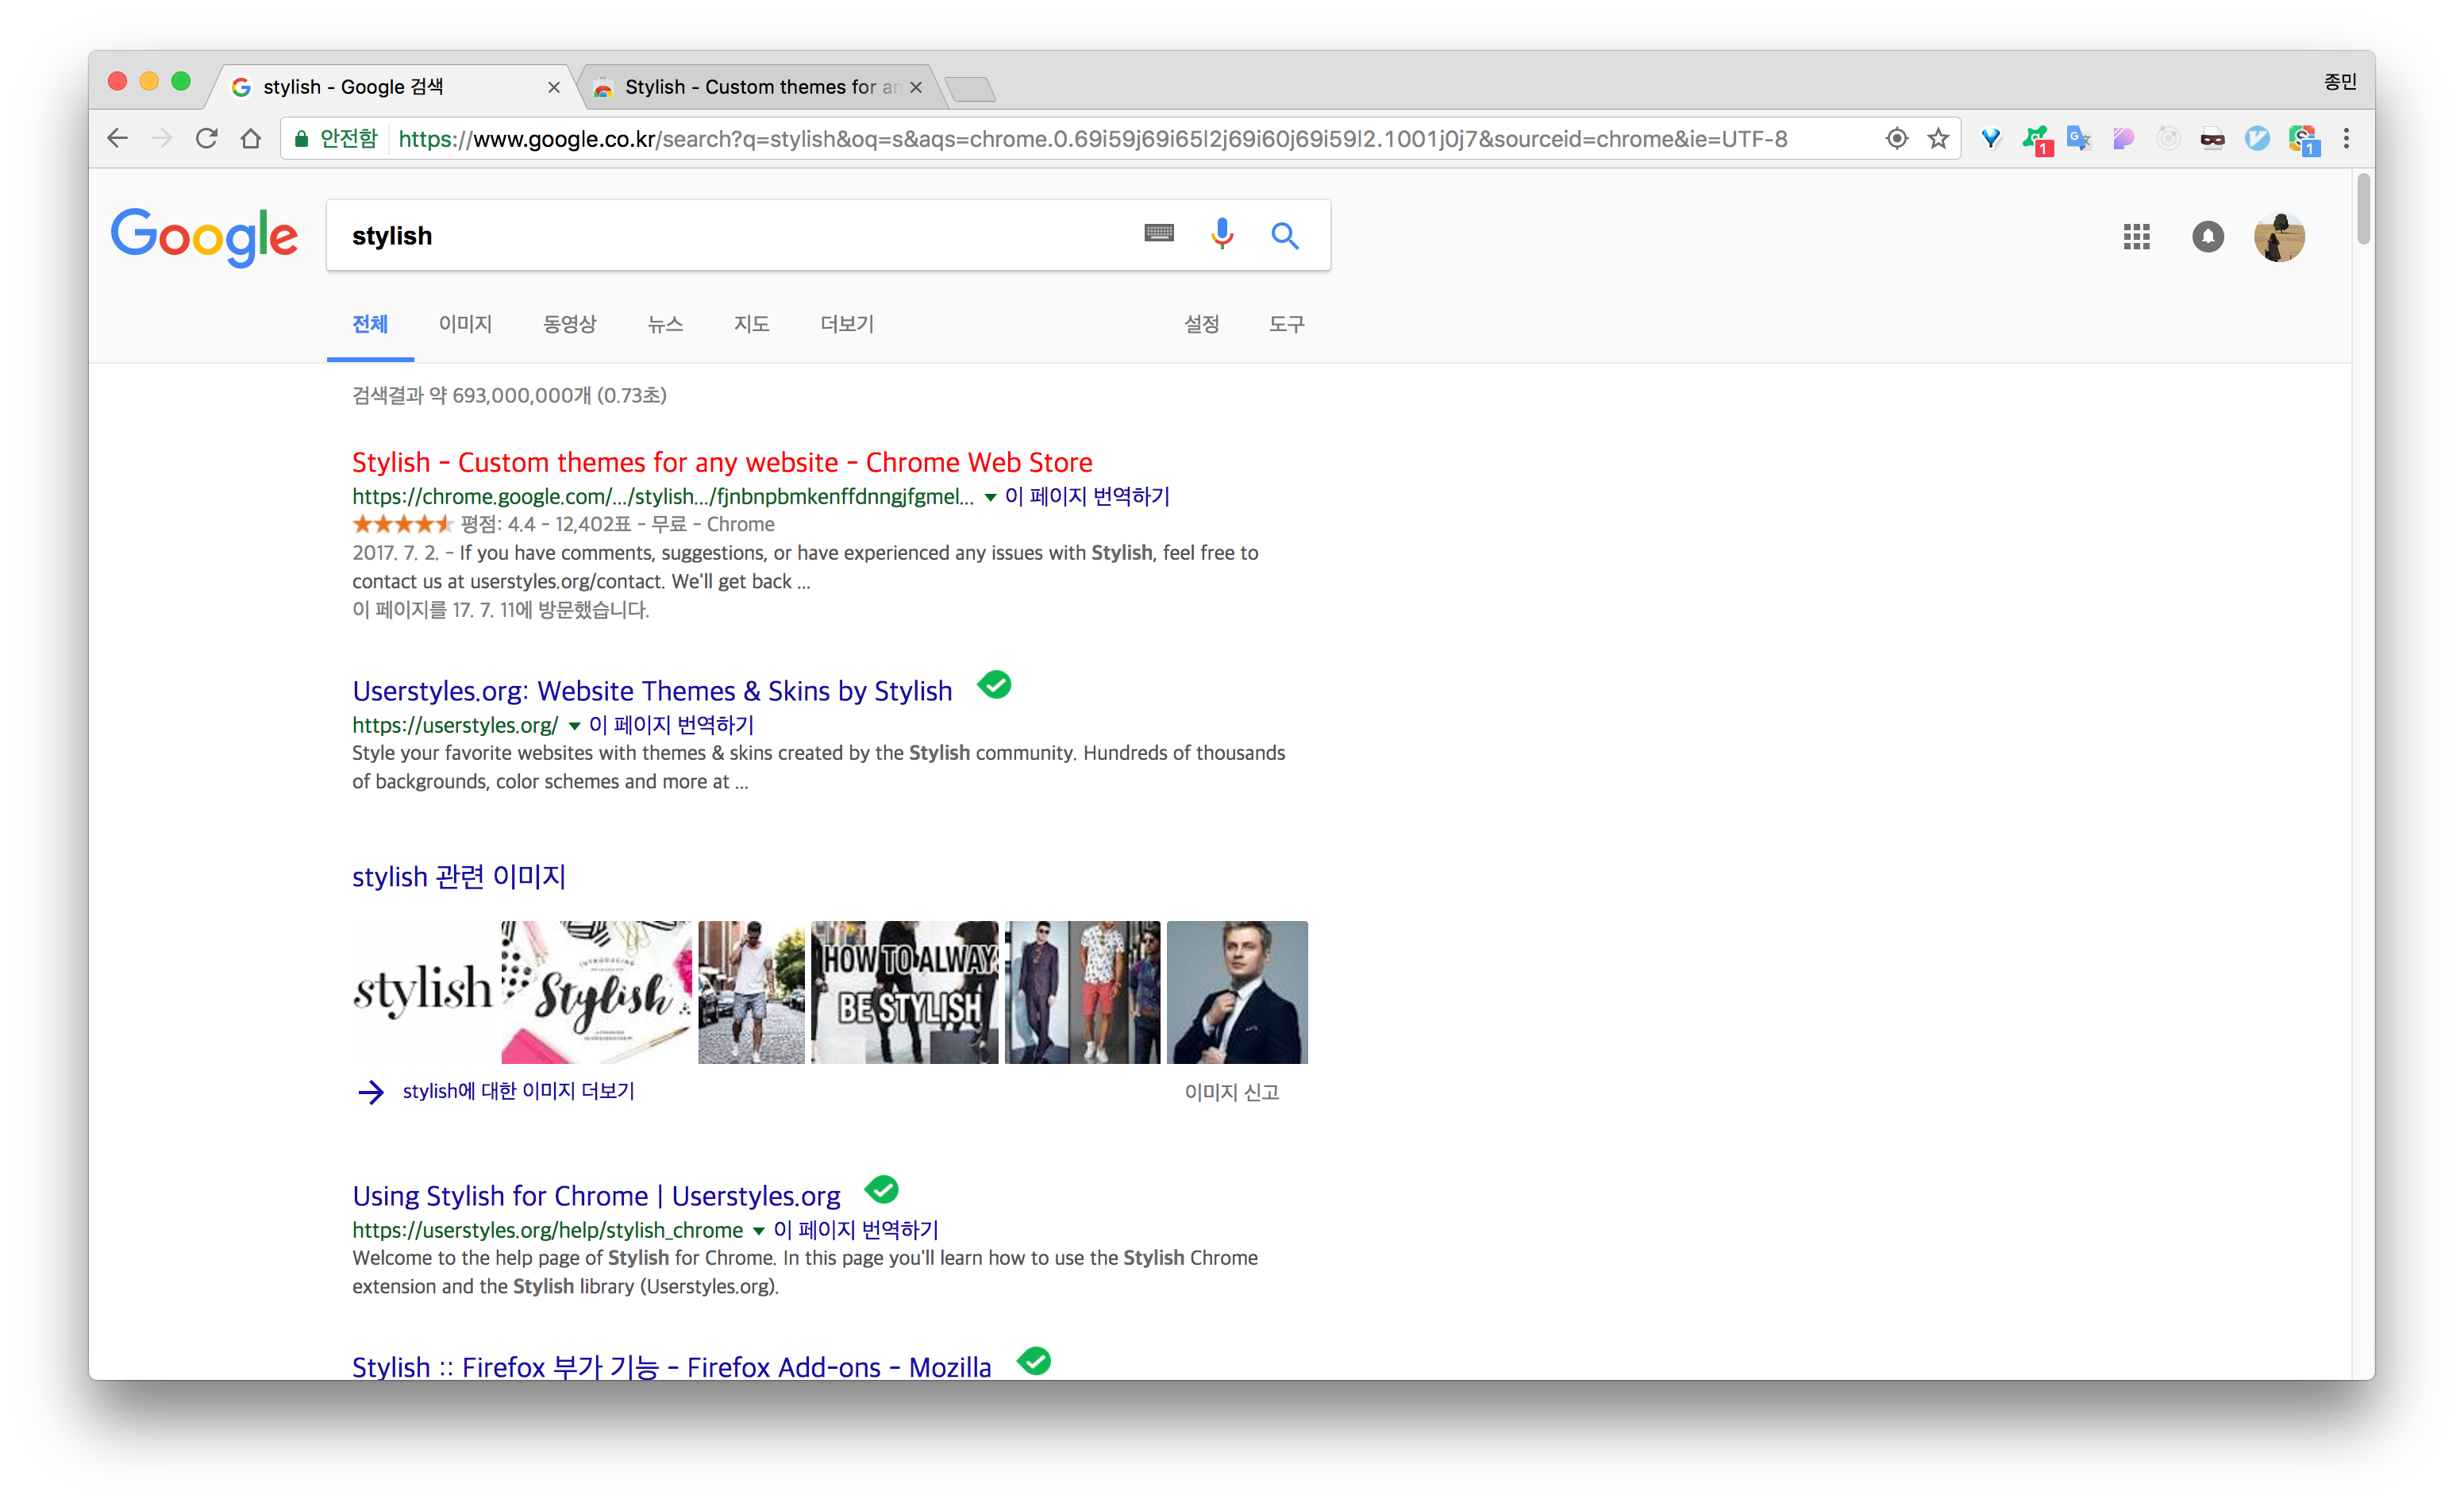 stylish - Google 검색
Stylish - Custom themes for an
종민
안전함 https://www.google.co.kr/search?q=stylish&oq=s&aqs=chrome.0.69i59j69i65l2j69i60j69i59l2.1001j0j7&sourceid=chrome&ie=UTF-8
1
1
Google
stylish
전체 이미지 동영상 뉴스 지도 더보기 설정 도구
검색결과 약 693,000,000개 (0.73초)
Stylish - Custom themes for any website - Chrome Web Store
https://chrome.google.com/.../stylish.../fjnbnpbmkenffdnngjfgmel... 이 페이지 번역하기
평점: 4.4 - 12,402표 - 무료 - Chrome
2017. 7. 2. - If you have comments, suggestions, or have experienced any issues with Stylish, feel free to
contact us at userstyles.org/contact. We'll get back ...
이 페이지를 17. 7. 11에 방문했습니다.
Userstyles.org: Website Themes & Skins by Stylish
https://userstyles.org/ 이 페이지 번역하기
Style your favorite websites with themes & skins created by the Stylish community. Hundreds of thousands
of backgrounds, color schemes and more at ...
stylish 관련 이미지
stylish
INTRODUCING
Stylish
HOW TO ALWAY
BE STYLISH
stylish에 대한 이미지 더보기
이미지 신고
Using Stylish for Chrome | Userstyles.org
https://userstyles.org/help/stylish_chrome 이 페이지 번역하기
Welcome to the help page of Stylish for Chrome. In this page you'll learn how to use the Stylish Chrome
extension and the Stylish library (Userstyles.org).
Stylish :: Firefox 부가 기능 - Firefox Add-ons - Mozilla